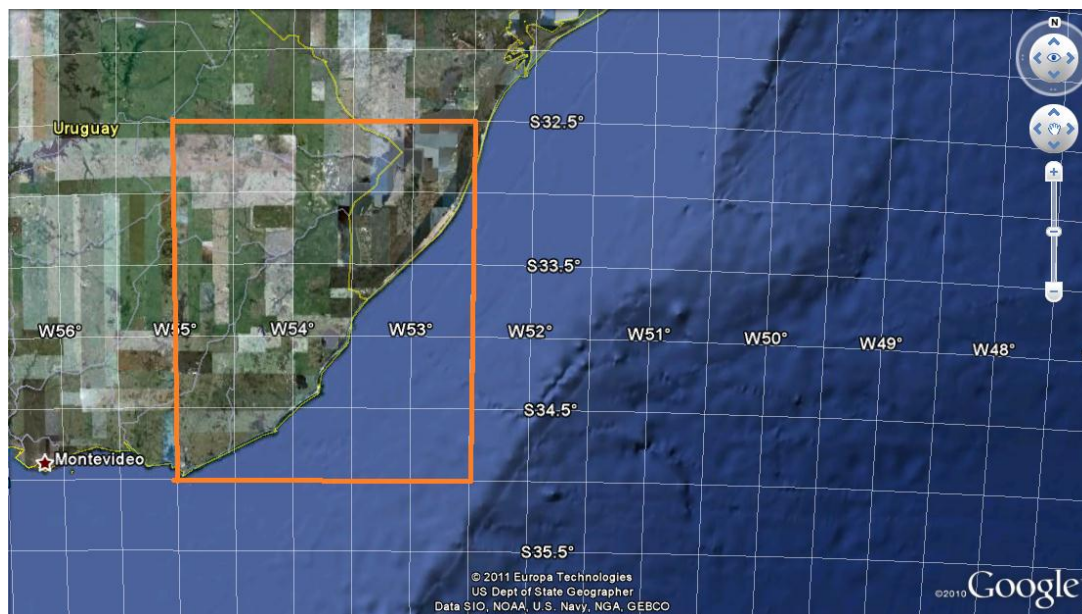 N
S32.5°
Uruguay
S33.5°
W56° W55° W54° W53° W52° W51° W50° W49° W48°
S34.5°
Montevideo
S35.5°
© 2011 Europa Technologies
US Dept of State Geographer
Data SIO, NOAA, U.S. Navy, NGA, GEBCO
©2010 Google